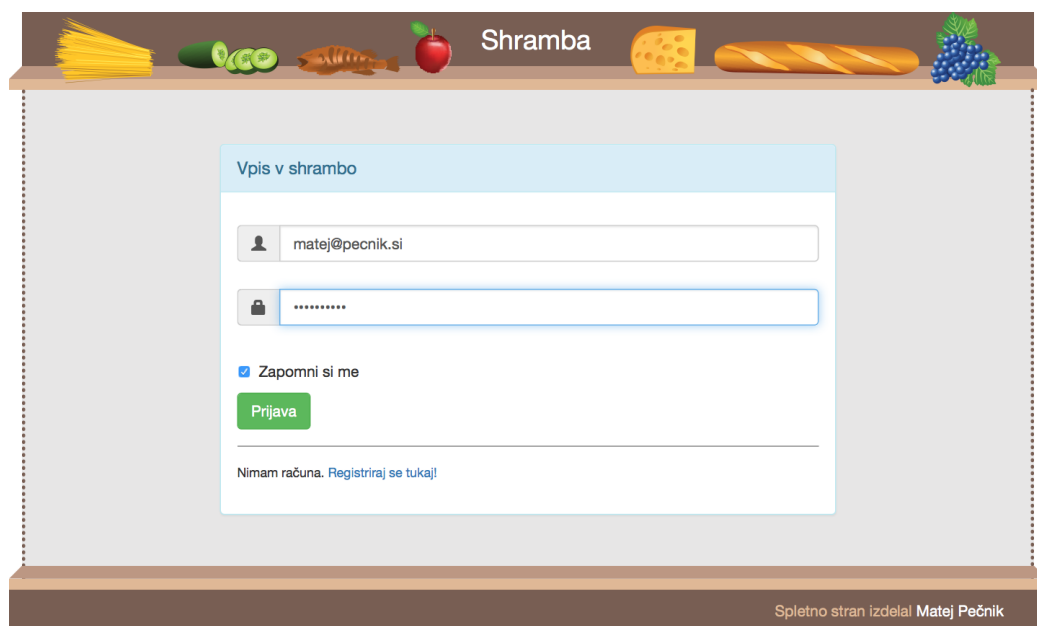 Shramba
Vpis v shrambo
matej@pecnik.si
••••••••••
Zapomni si me
Prijava
Nimam računa. Registriraj se tukaj!
Spletno stran izdelal Matej Pečnik